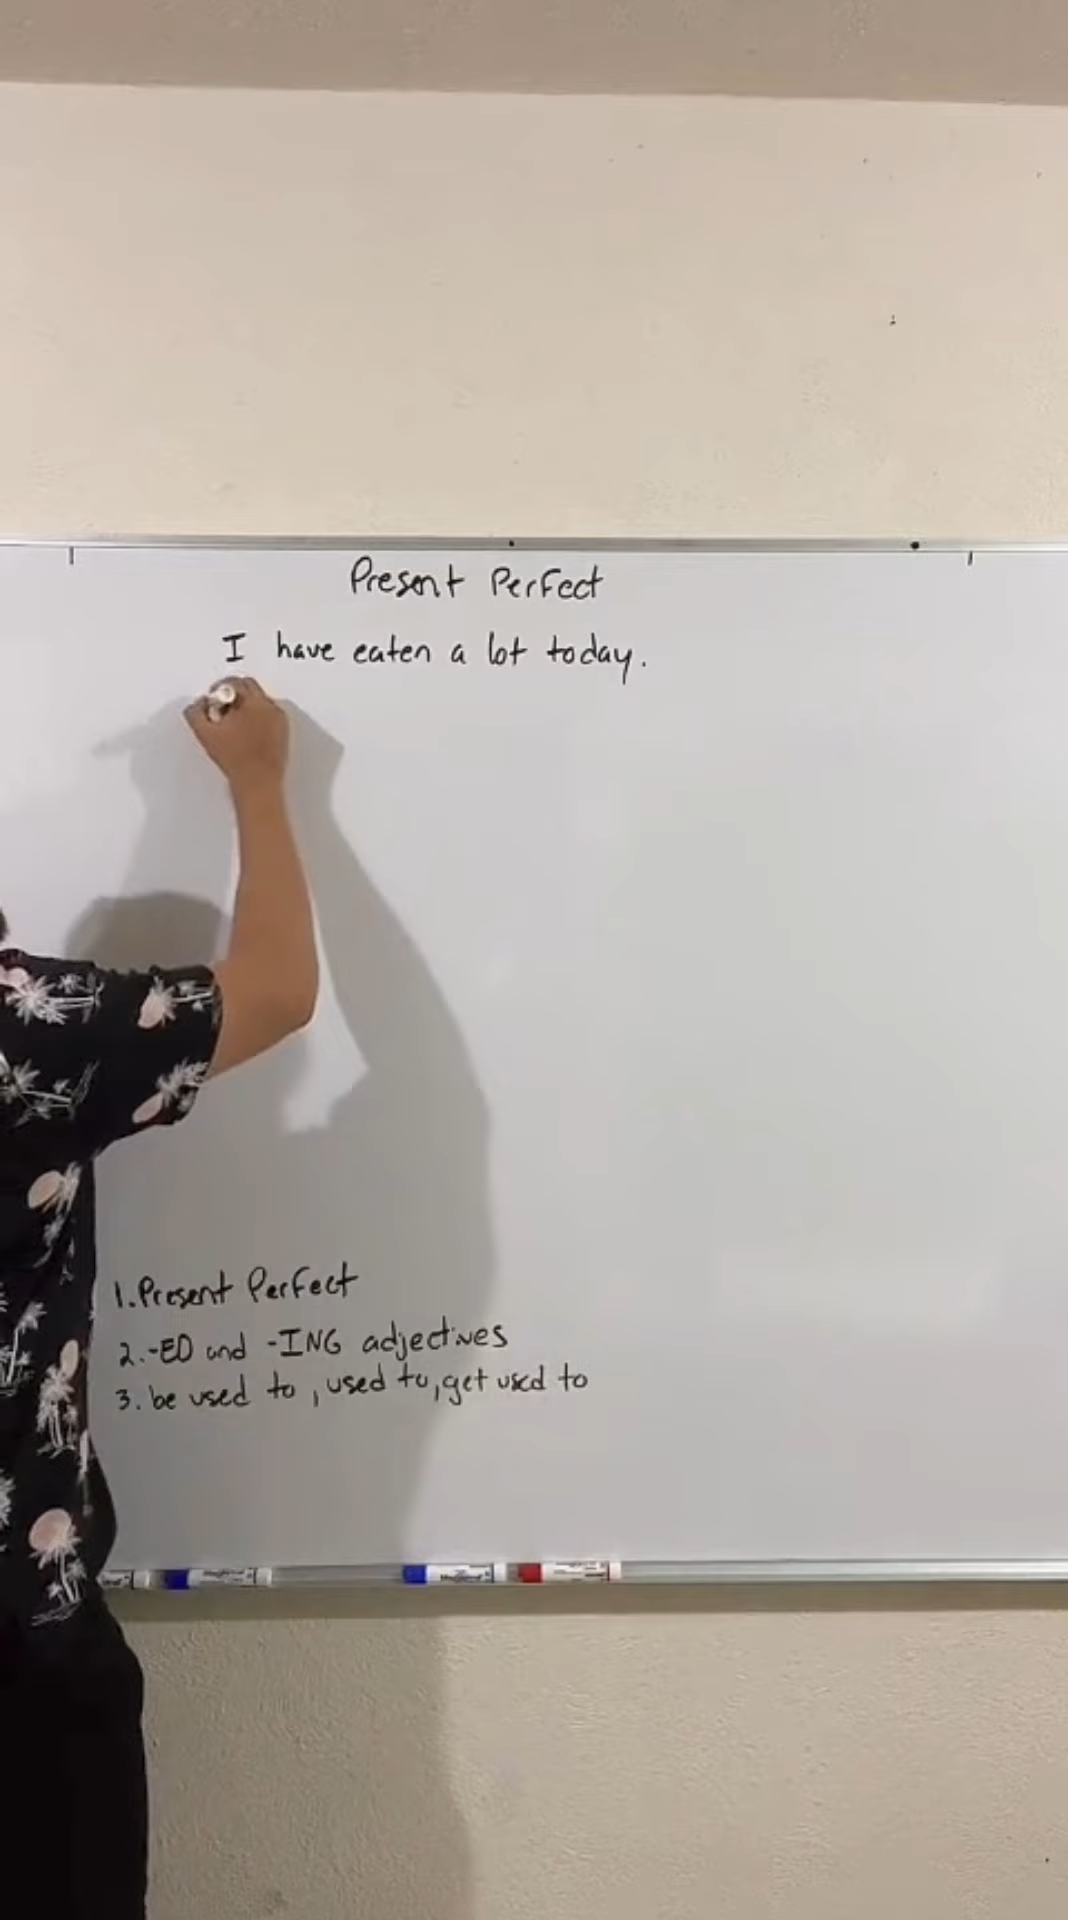 Present Perfect
I have eaten a lot today.
1. Present Perfect
2. -ED and -ING adjectives
3. be used to, used to, get used to